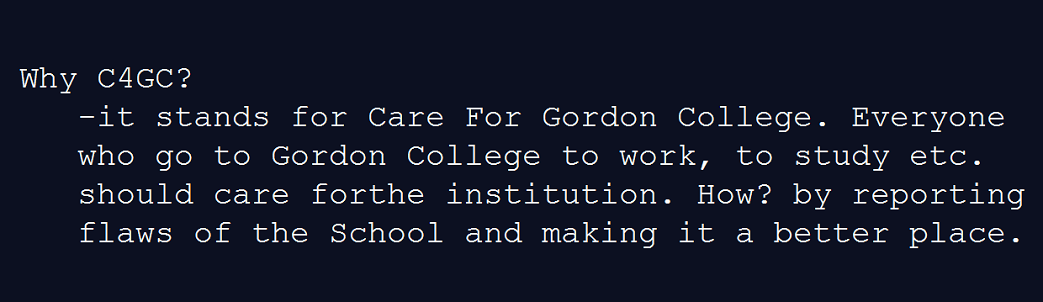 Why C4GC?
-it stands for Care For Gordon College. Everyone
who go to Gordon College to work, to study etc.
should care forthe institution. How? by reporting
flaws of the School and making it a better place.